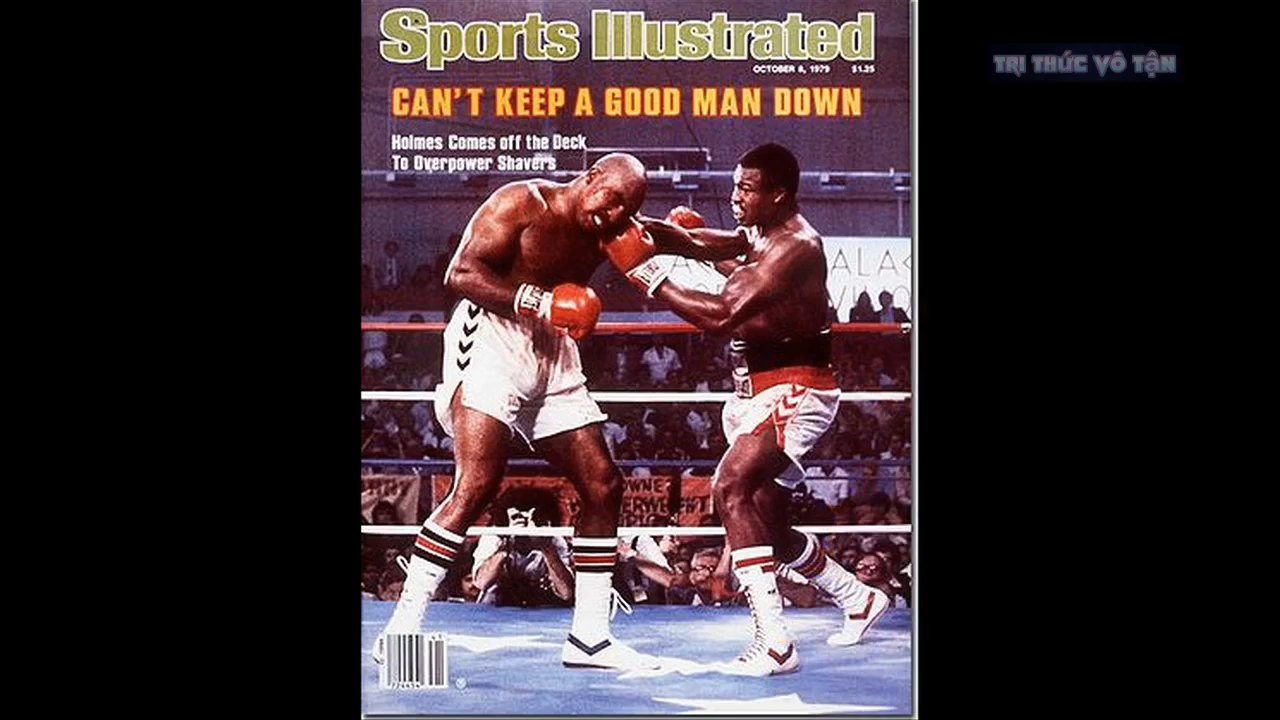 Sports Illustrated
OCTOBER 8, 1979 $1.25
CAN'T KEEP A GOOD MAN DOWN
Holmes Comes off the Deck
To Overpower Shavers
TRI THỨC VÔ TẬN